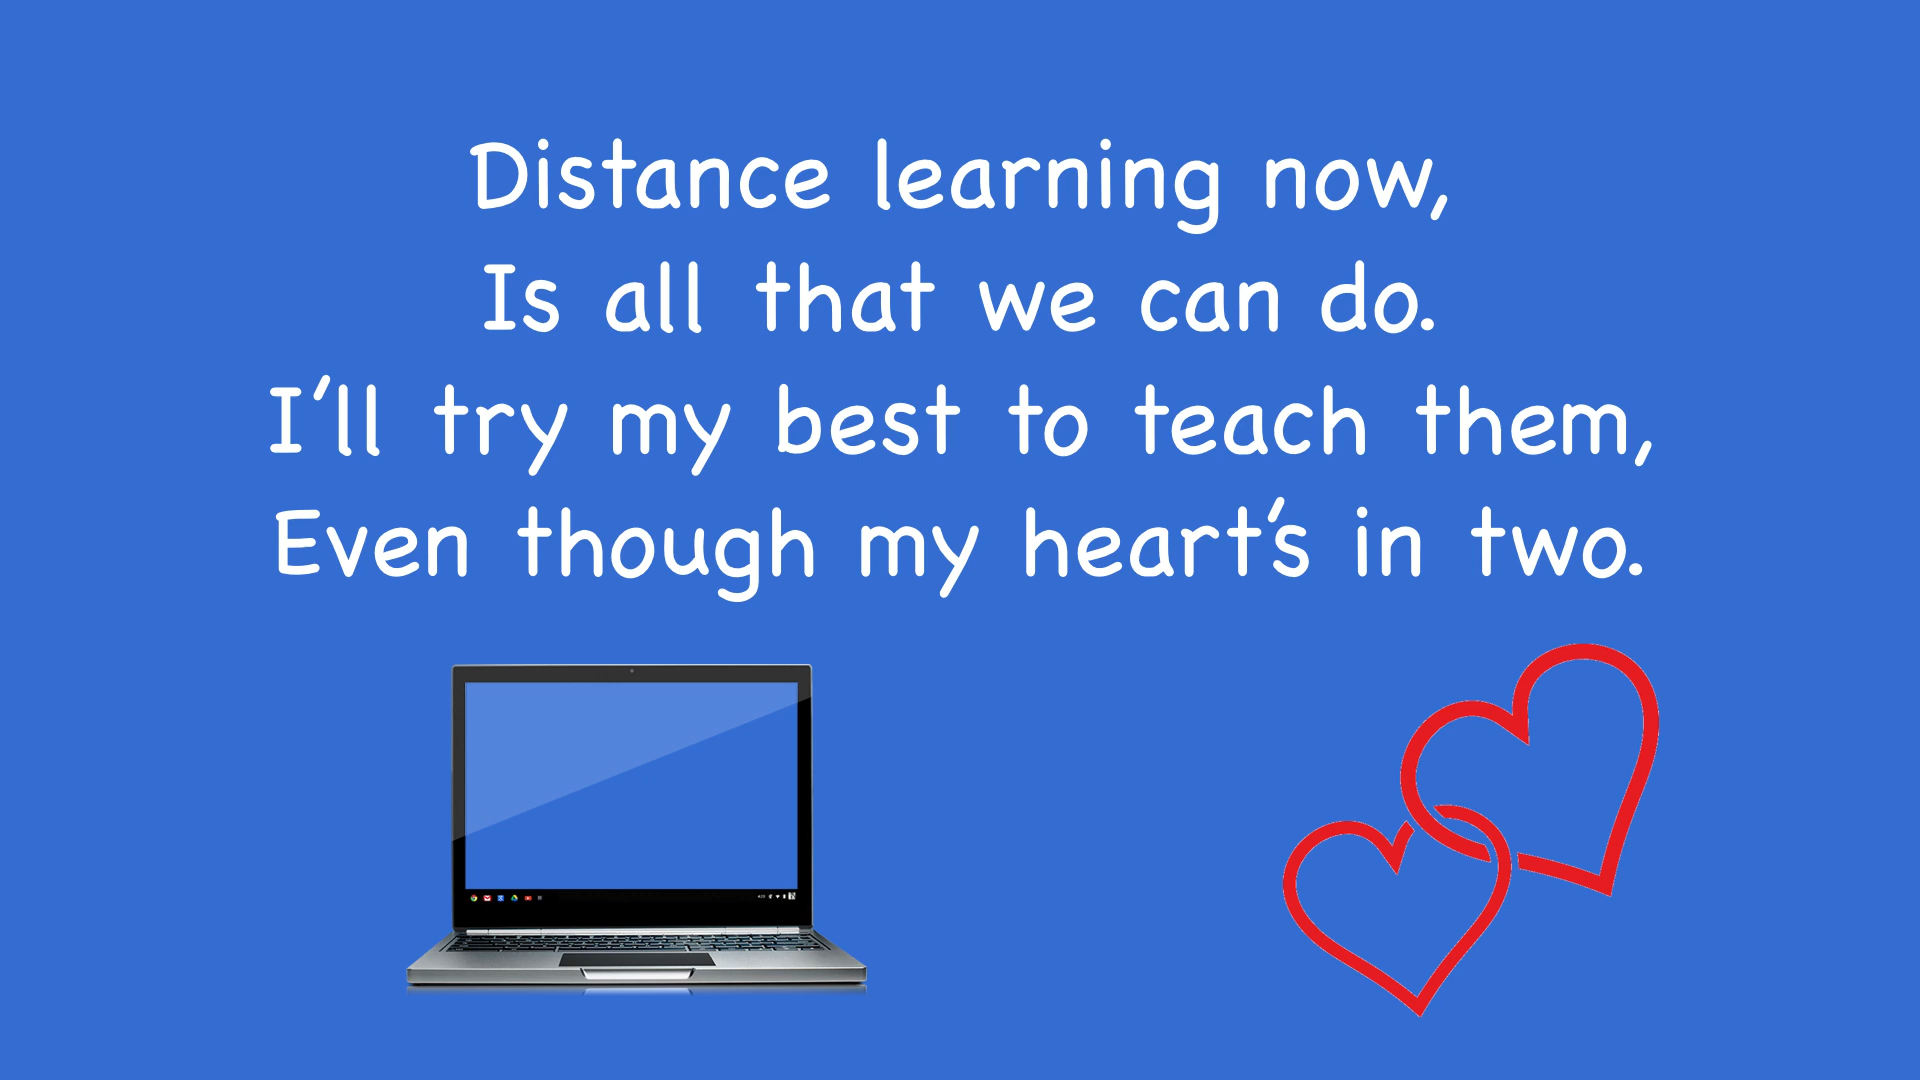 Distance learning now,
Is all that we can do.
I'll try my best to teach them,
Even though my heart's in two.